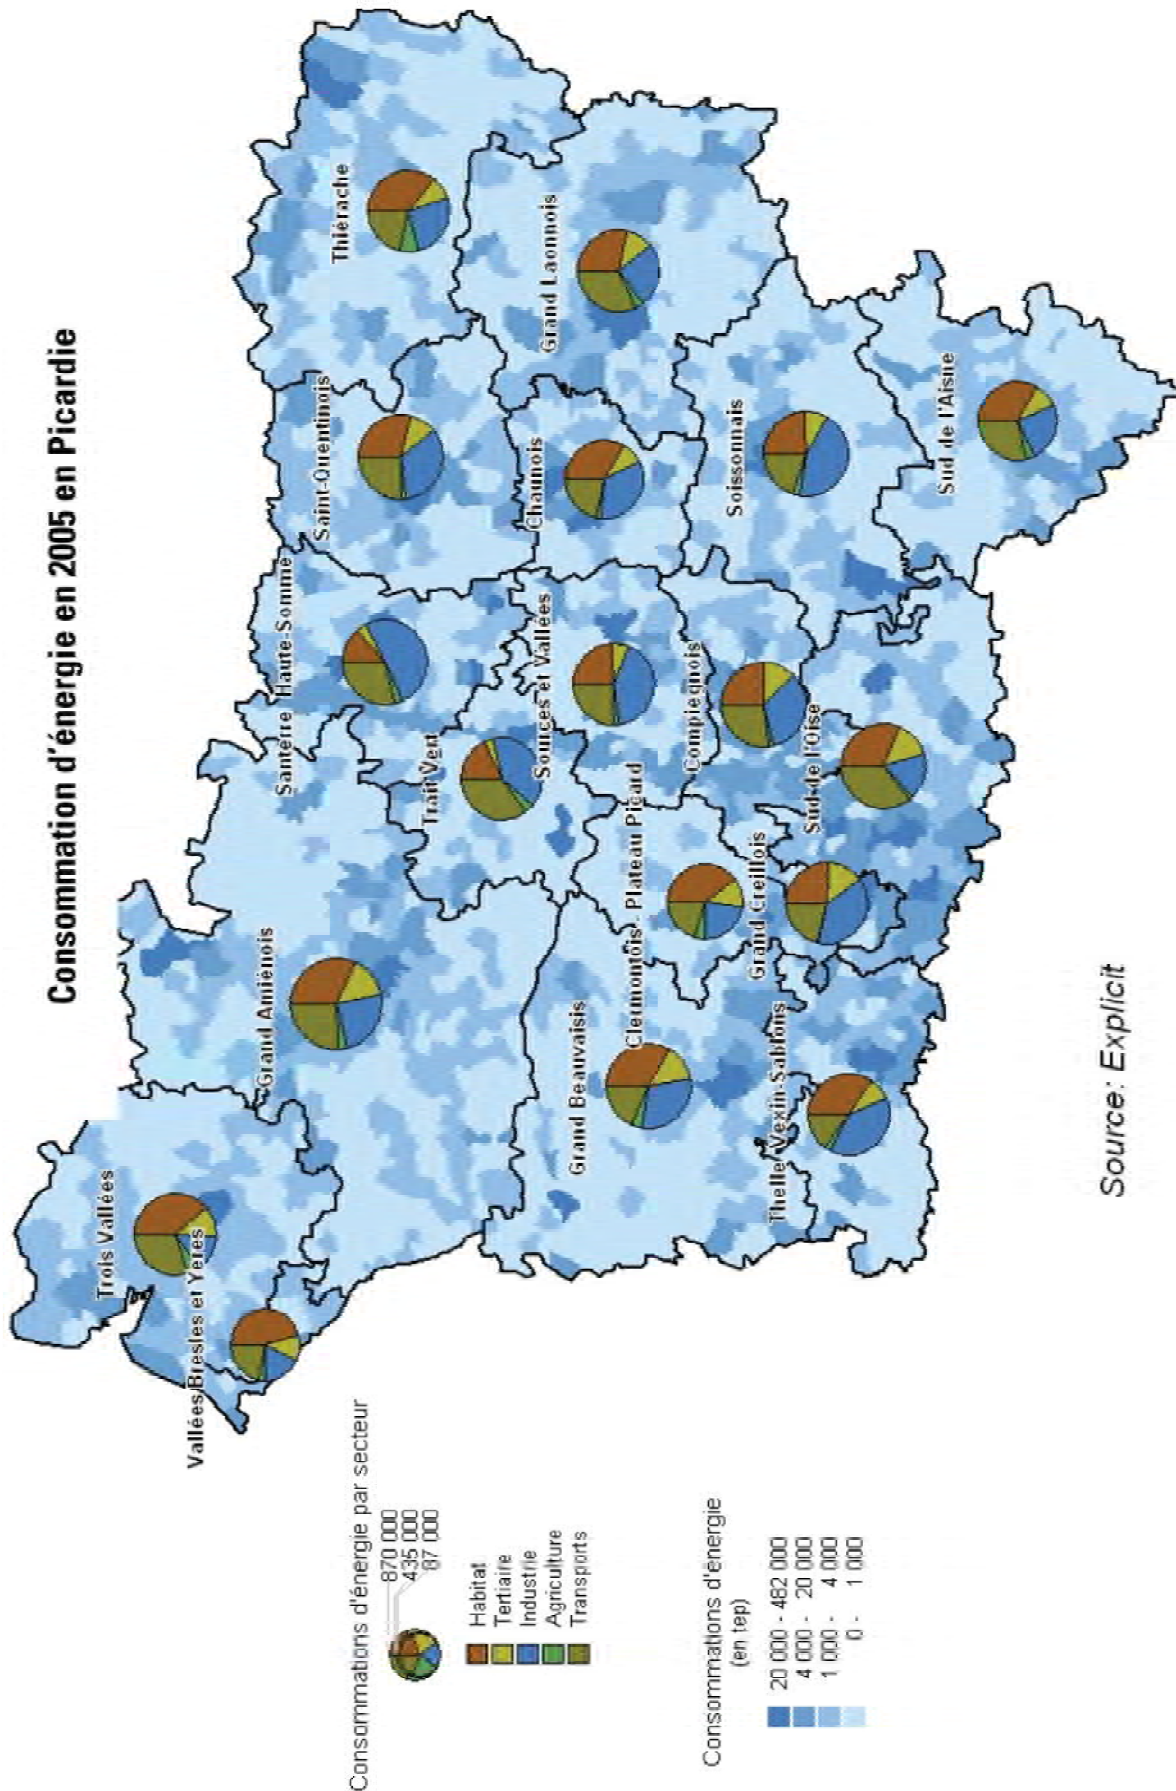 Consommation d'énergie en 2005 en Picardie
Trois Vallées
Vallées Bresles et Yeres
Grand Amiénois
Santerre Haute-Somme
Saint-Quentinois
Thiérache
Trait Vert
Sources et Vallées
Chaunois
Grand Laonnois
Grand Beauvaisis
Clermontois - Plateau Picard
Compiegnois
Soissonnais
Thelle Vexin-Sablons
Grand Creillois
Sud de l'Oise
Sud de l'Aisne
Consommations d'énergie par secteur
870 000
435 000
87 000
Habitat
Tertiaire
Industrie
Agriculture
Transports
Consommations d'énergie
(en tep)
20 000 - 482 000
4 000 - 20 000
1 000 - 4 000
0 - 1 000
Source: Explicit